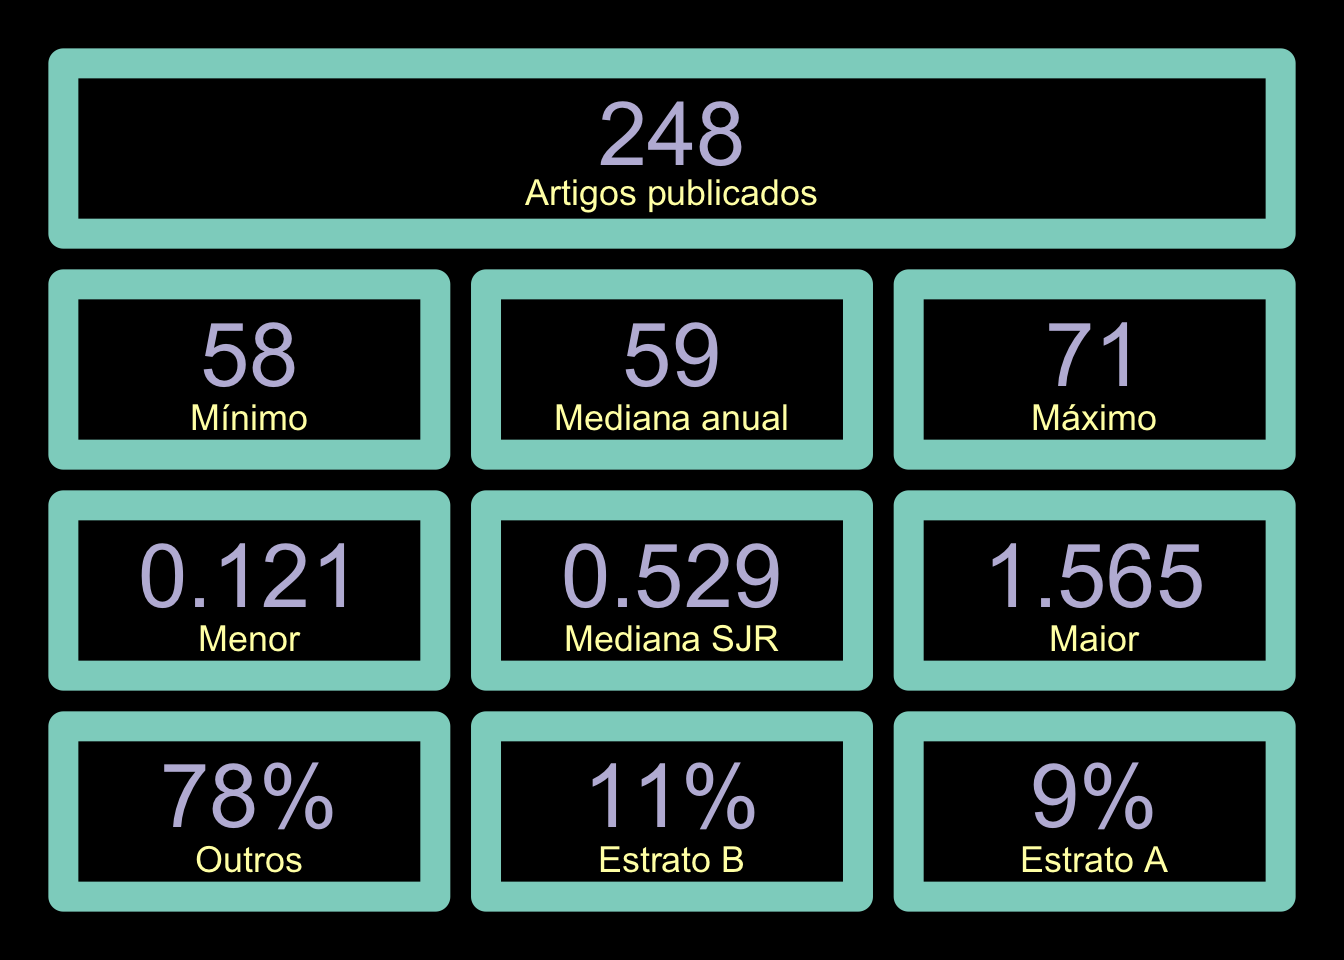 248
Artigos publicados
58
Mínimo
59
Mediana anual
71
Máximo
0.121
Menor
0.529
Mediana SJR
1.565
Maior
78%
Outros
11%
Estrato B
9%
Estrato A